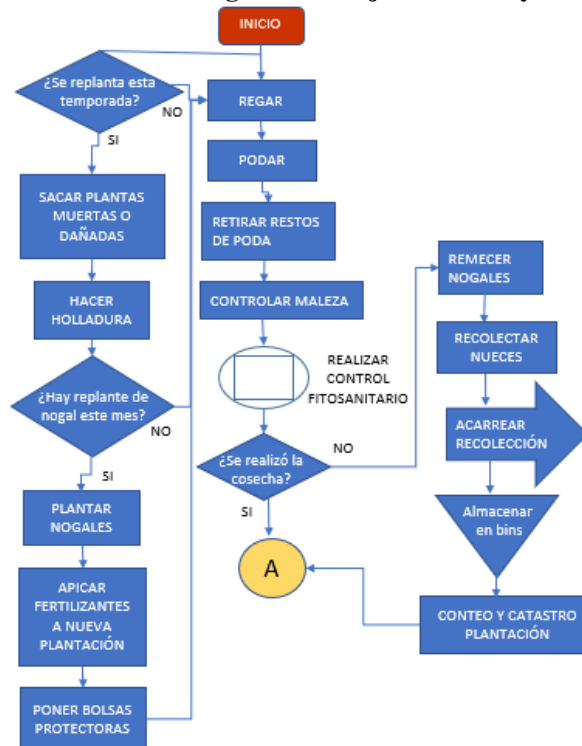 INICIO
¿Se replanta esta
temporada?
NO
SI
REGAR
PODAR
SACAR PLANTAS
MUERTAS O
DAÑADAS
RETIRAR RESTOS
DE PODA
HACER
HOLLADURA
CONTROLAR MALEZA
REALIZAR
CONTROL
FITOSANITARIO
¿Hay replante de
nogal este mes?
NO
SI
¿Se realizó la
cosecha?
NO
SI
PLANTAR
NOGALES
APICAR
FERTILIZANTES
A NUEVA
PLANTACIÓN
PONER BOLSAS
PROTECTORAS
A
REMECER
NOGALES
RECOLECTAR
NUECES
ACARREAR
RECOLECCIÓN
Almacenar
en bins
CONTEO Y CATASTRO
PLANTACIÓN